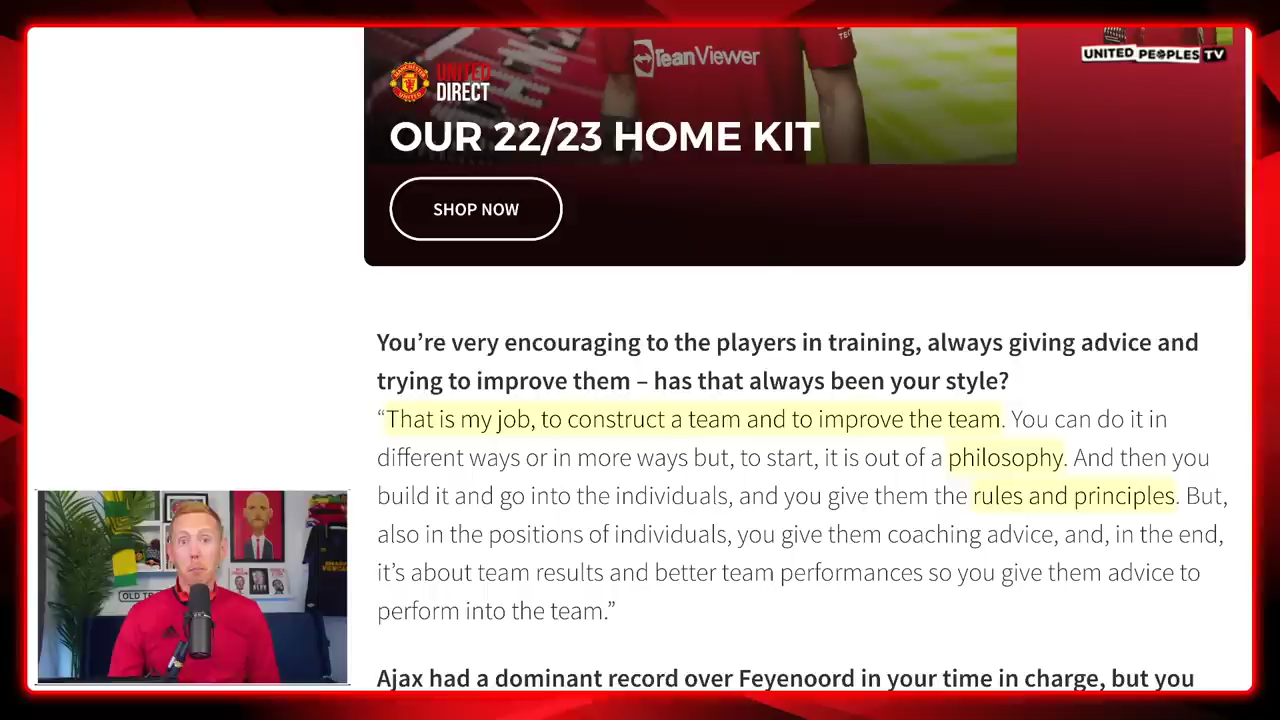 TeamViewer
TEC
UNITED PEOPLES TV
UNITED
DIRECT
OUR 22/23 HOME KIT
SHOP NOW
You’re very encouraging to the players in training, always giving advice and
trying to improve them – has that always been your style?
“That is my job, to construct a team and to improve the team. You can do it in
different ways or in more ways but, to start, it is out of a philosophy. And then you
build it and go into the individuals, and you give them the rules and principles. But,
also in the positions of individuals, you give them coaching advice, and, in the end,
it’s about team results and better team performances so you give them advice to
perform into the team.”
OLD TR
Ajax had a dominant record over Feyenoord in your time in charge, but you